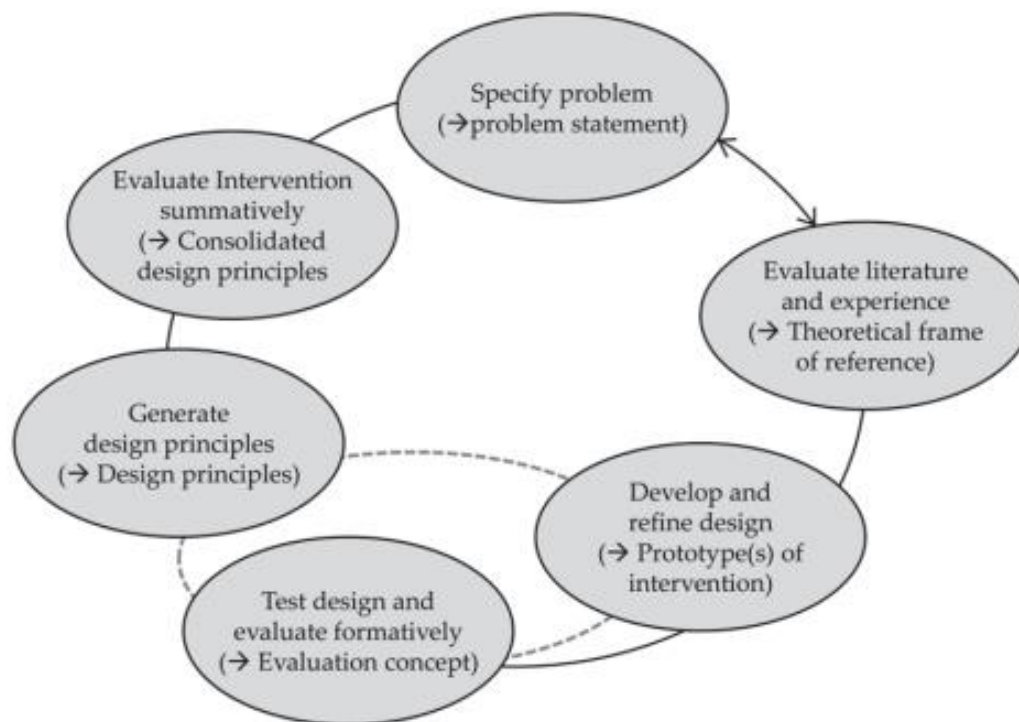 Specify problem
(→problem statement)
Evaluate literature
and experience
(→ Theoretical frame
of reference)
Develop and
refine design
(→ Prototype(s) of
intervention)
Test design and
evaluate formatively
(→ Evaluation concept)
Generate
design principles
(→ Design principles)
Evaluate Intervention
summatively
(→ Consolidated
design principles